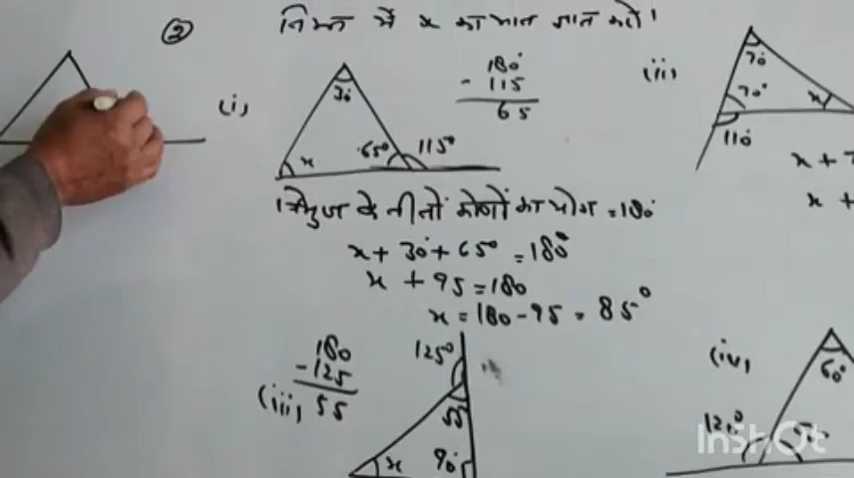 ② निम्न में x का मान ज्ञात करो।
(i)
30°
x
65°
115°
180°
- 115
65
त्रिभुज के तीनों कोणों का योग = 180°
x + 30° + 65° = 180°
x + 95 = 180
x = 180 - 95 = 85°
(ii)
70°
70°
x
110°
x + 7
x +
(iii)
180
- 125
55
125°
55
x
90°
(iv)
60°
120°
InShOt